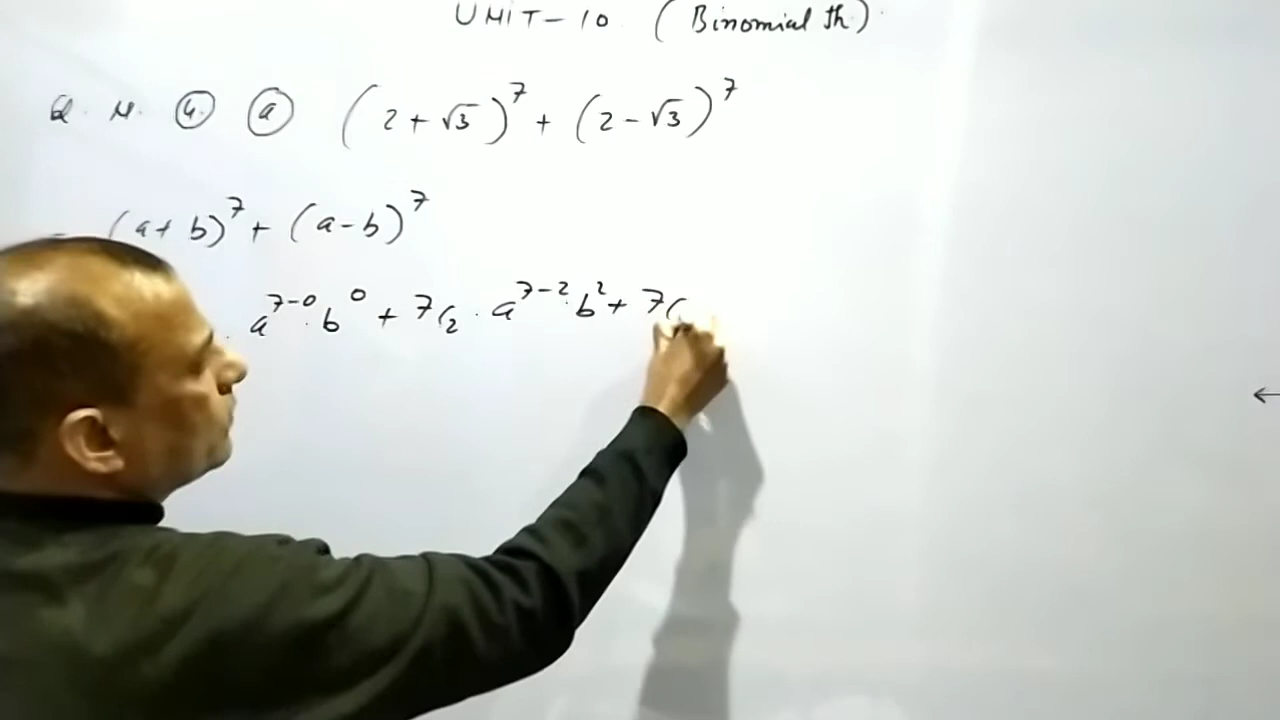 UNIT-10 (Binomial th).
Q. N. 4. a (2 + √3)⁷ + (2 - √3)⁷
= (a + b)⁷ + (a - b)⁷
a⁷⁻⁰ . b⁰ + 7C₂ . a⁷⁻² . b² + 7C